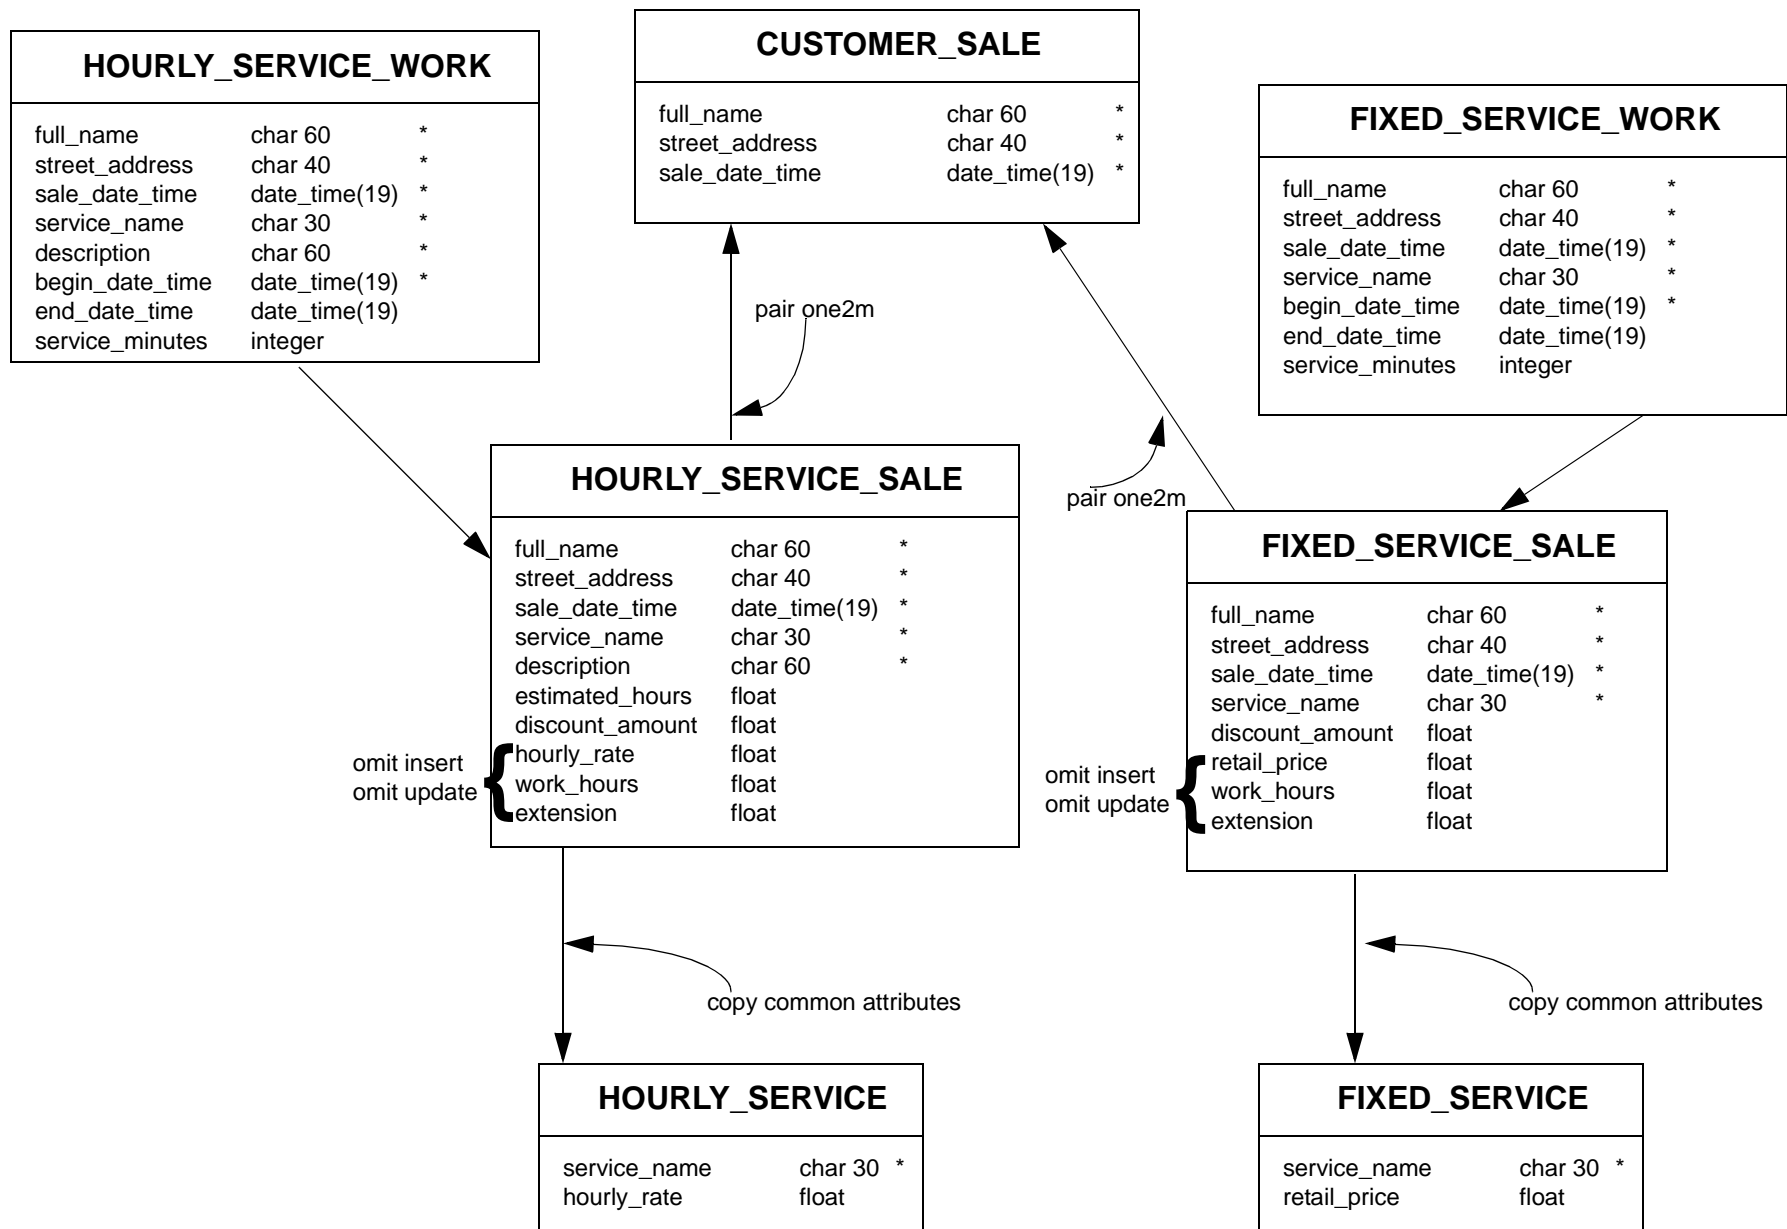 HOURLY_SERVICE_WORK
full_name char 60 *
street_address char 40 *
sale_date_time date_time(19) *
service_name char 30 *
description char 60 *
begin_date_time date_time(19) *
end_date_time date_time(19)
service_minutes integer
CUSTOMER_SALE
full_name char 60 *
street_address char 40 *
sale_date_time date_time(19) *
FIXED_SERVICE_WORK
full_name char 60 *
street_address char 40 *
sale_date_time date_time(19) *
service_name char 30 *
begin_date_time date_time(19) *
end_date_time date_time(19)
service_minutes integer
pair one2m
pair one2m
HOURLY_SERVICE_SALE
full_name char 60 *
street_address char 40 *
sale_date_time date_time(19) *
service_name char 30 *
description char 60 *
estimated_hours float
discount_amount float
hourly_rate float
work_hours float
extension float
omit insert
omit update
FIXED_SERVICE_SALE
full_name char 60 *
street_address char 40 *
sale_date_time date_time(19) *
service_name char 30 *
discount_amount float
retail_price float
work_hours float
extension float
omit insert
omit update
copy common attributes
copy common attributes
HOURLY_SERVICE
service_name char 30 *
hourly_rate float
FIXED_SERVICE
service_name char 30 *
retail_price float